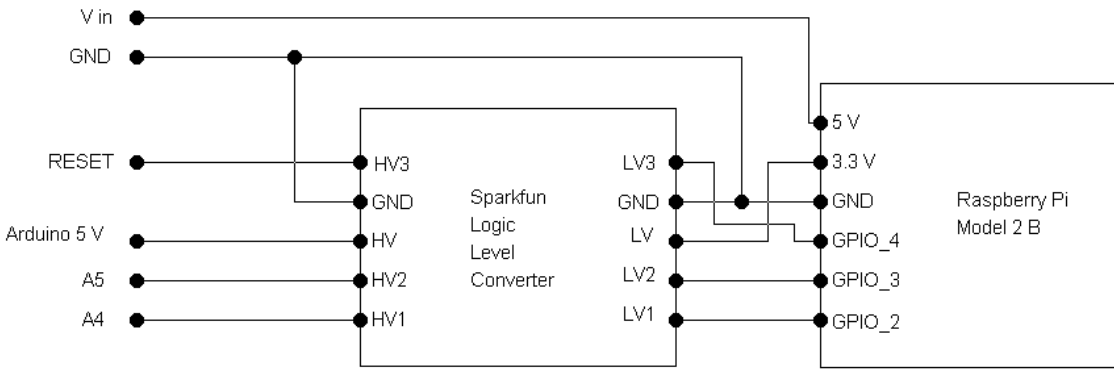 V in
GND
RESET
Arduino 5 V
A5
A4
HV3
GND
HV
HV2
HV1
Sparkfun
Logic
Level
Converter
LV3
GND
LV
LV2
LV1
5 V
3.3 V
GND
GPIO_4
GPIO_3
GPIO_2
Raspberry Pi
Model 2 B